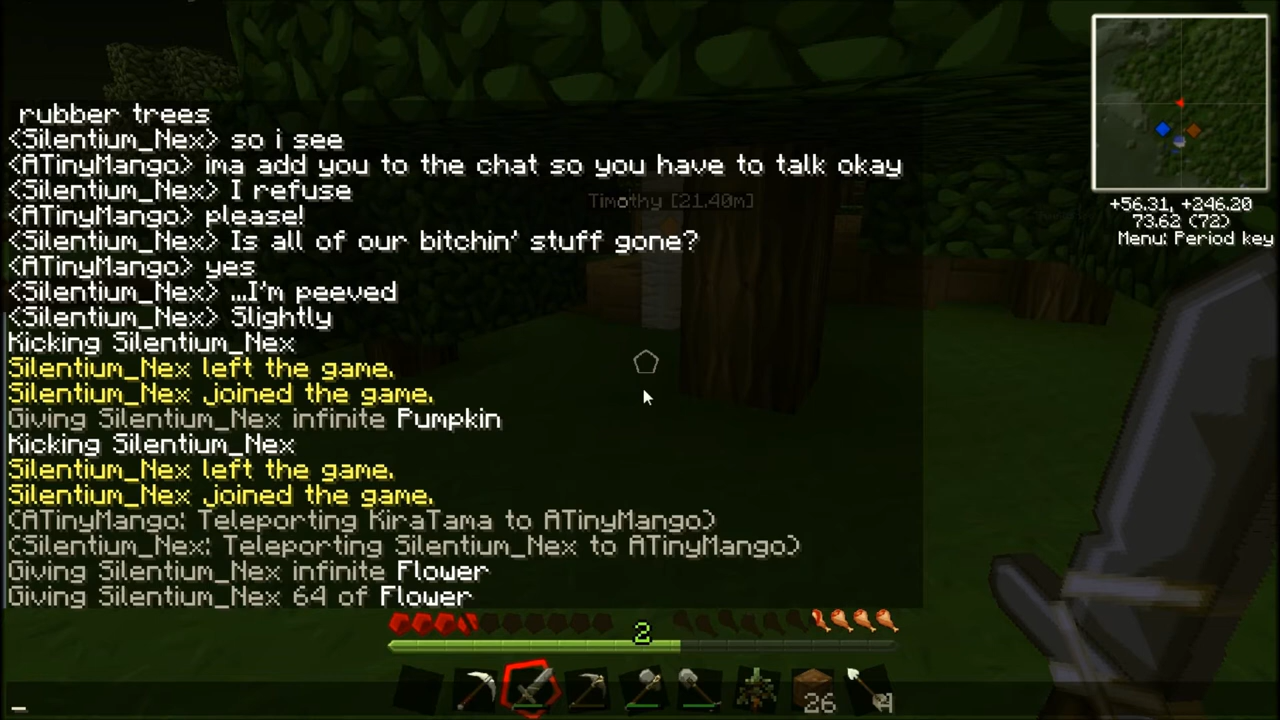 rubber trees
<Silentium_Nex> so i see
<ATinyMango> ima add you to the chat so you have to talk okay
<Silentium_Nex> I refuse
Timothy [21.40m]
<ATinyMango> please!
<Silentium_Nex> Is all of our bitchin' stuff gone?
<ATinyMango> yes
<Silentium_Nex> ...I'm peeved
<Silentium_Nex> Slightly
Kicking Silentium_Nex
Silentium_Nex left the game.
Silentium_Nex joined the game.
Giving Silentium_Nex infinite Pumpkin
Kicking Silentium_Nex
Silentium_Nex left the game.
Silentium_Nex joined the game.
(ATinyMango: Teleporting KiraTama to ATinyMango)
(Silentium_Nex: Teleporting Silentium_Nex to ATinyMango)
Giving Silentium_Nex infinite Flower
Giving Silentium_Nex 64 of Flower
+56.31, +246.20
73.62 (72)
Menu: Period key
2
26
4
_